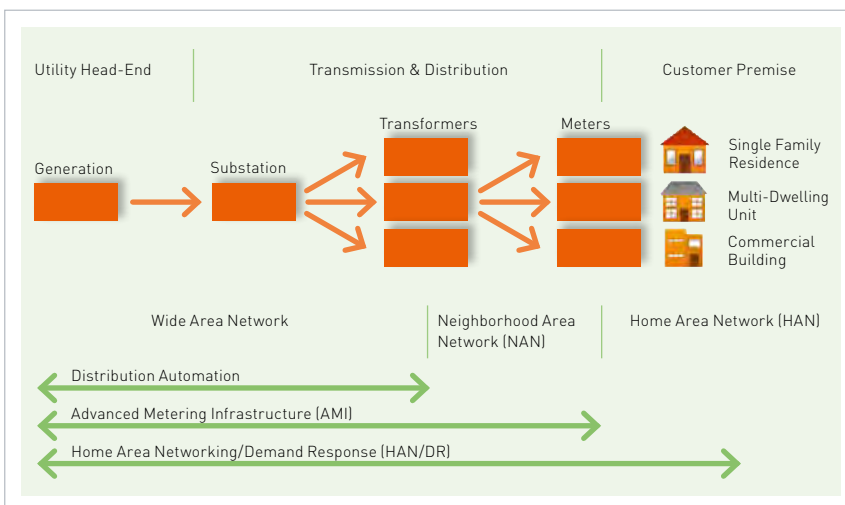 Utility Head-End
Transmission & Distribution
Customer Premise
Transformers
Meters
Generation
Substation
Single Family
Residence
Multi-Dwelling
Unit
Commercial
Building
Wide Area Network
Neighborhood Area
Network (NAN)
Home Area Network (HAN)
Distribution Automation
Advanced Metering Infrastructure (AMI)
Home Area Networking/Demand Response (HAN/DR)